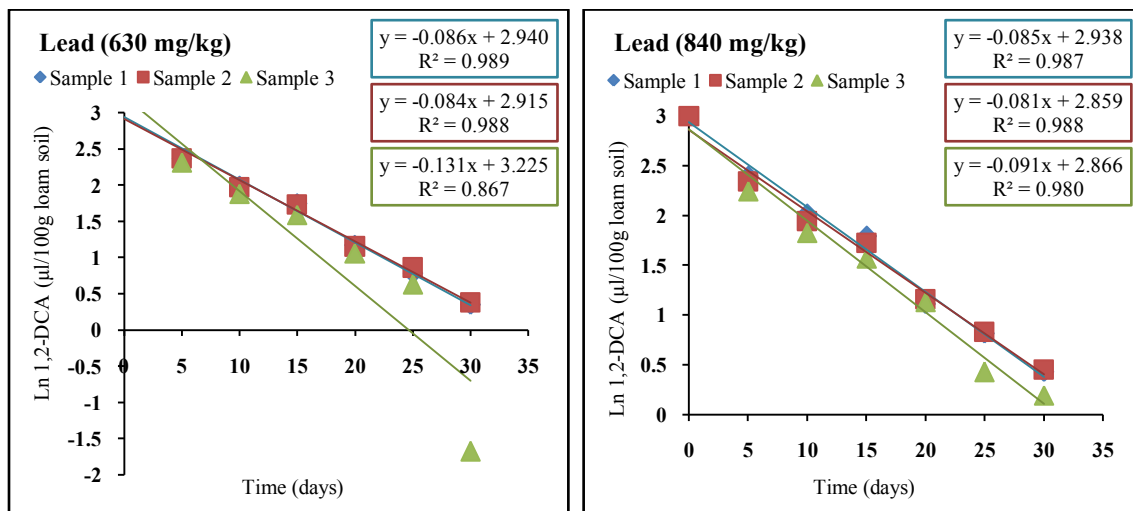 Lead (630 mg/kg)
Sample 1 Sample 2 Sample 3
y = -0.086x + 2.940
R² = 0.989
y = -0.084x + 2.915
R² = 0.988
y = -0.131x + 3.225
R² = 0.867
Ln 1,2-DCA (µl/100g loam soil)
3
2.5
2
1.5
1
0.5
0
-0.5
-1
-1.5
-2
0 5 10 15 20 25 30 35
Time (days)
Lead (840 mg/kg)
Sample 1 Sample 2 Sample 3
y = -0.085x + 2.938
R² = 0.987
y = -0.081x + 2.859
R² = 0.988
y = -0.091x + 2.866
R² = 0.980
Ln 1,2-DCA (µl/100g loam soil)
3
2.5
2
1.5
1
0.5
0
0 5 10 15 20 25 30 35
Time (days)